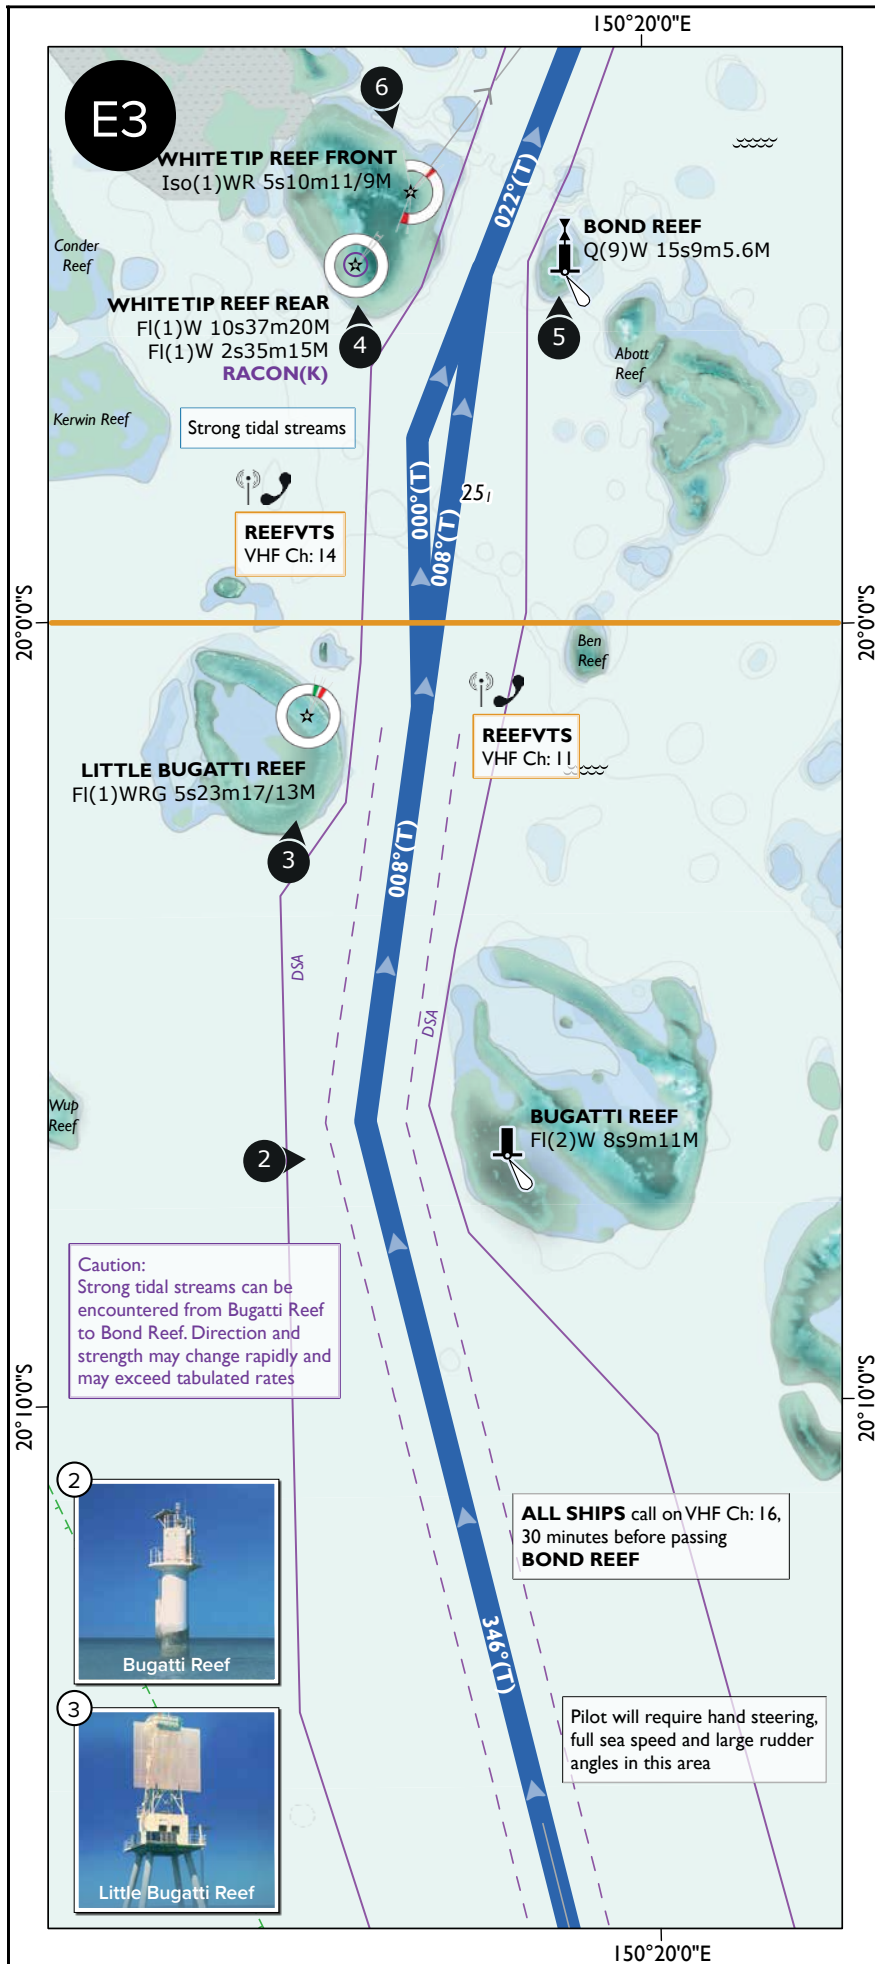 150°20'0"E
E3
6
WHITE TIP REEF FRONT
Iso(1)WR 5s10m11/9M
022°(T)
BOND REEF
Q(9)W 15s9m5.6M
Conder
Reef
WHITE TIP REEF REAR
Fl(1)W 10s37m20M
Fl(1)W 2s35m15M
RACON(K)
4
5
Abott
Reef
Kerwin Reef
Strong tidal streams
000°(T)
25₁
008°(T)
REEFVTS
VHF Ch: 14
20°0'0"S
20°0'0"S
Ben
Reef
REEFVTS
VHF Ch: 11
LITTLE BUGATTI REEF
Fl(1)WRG 5s23m17/13M
3
008°(T)
DSA
DSA
Wup
Reef
BUGATTI REEF
Fl(2)W 8s9m11M
2
Caution:
Strong tidal streams can be
encountered from Bugatti Reef
to Bond Reef. Direction and
strength may change rapidly and
may exceed tabulated rates
20°10'0"S
20°10'0"S
2
Bugatti Reef
ALL SHIPS call on VHF Ch: 16,
30 minutes before passing
BOND REEF
346°(T)
3
Little Bugatti Reef
Pilot will require hand steering,
full sea speed and large rudder
angles in this area
150°20'0"E